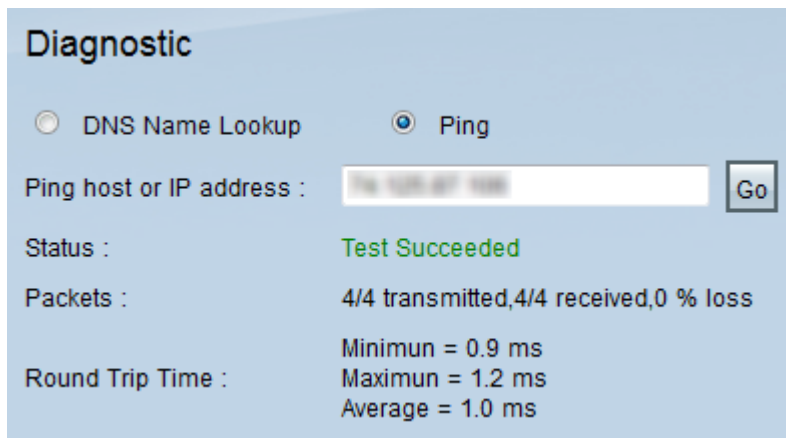 Diagnostic
DNS Name Lookup Ping
Ping host or IP address : Go
Status : Test Succeeded
Packets : 4/4 transmitted,4/4 received,0 % loss
Minimun = 0.9 ms
Round Trip Time : Maximun = 1.2 ms
Average = 1.0 ms